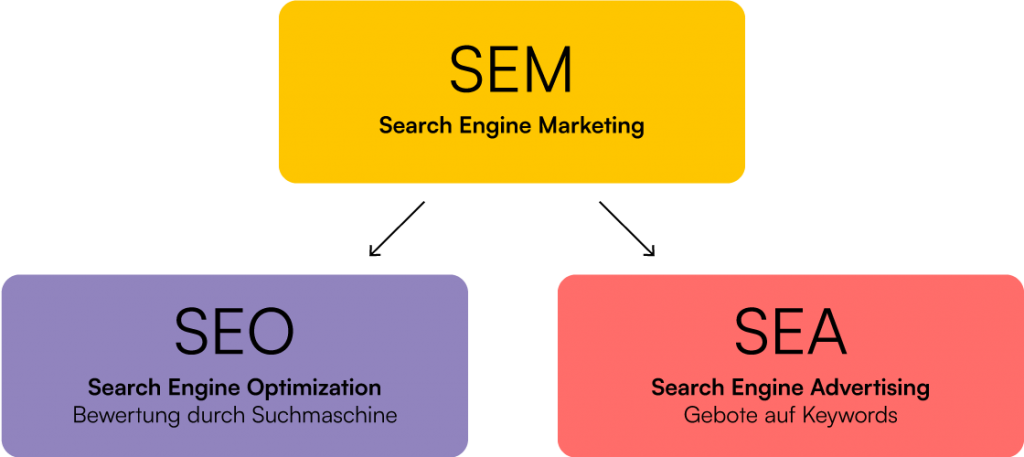 SEM
Search Engine Marketing
SEO
Search Engine Optimization
Bewertung durch Suchmaschine
SEA
Search Engine Advertising
Gebote auf Keywords